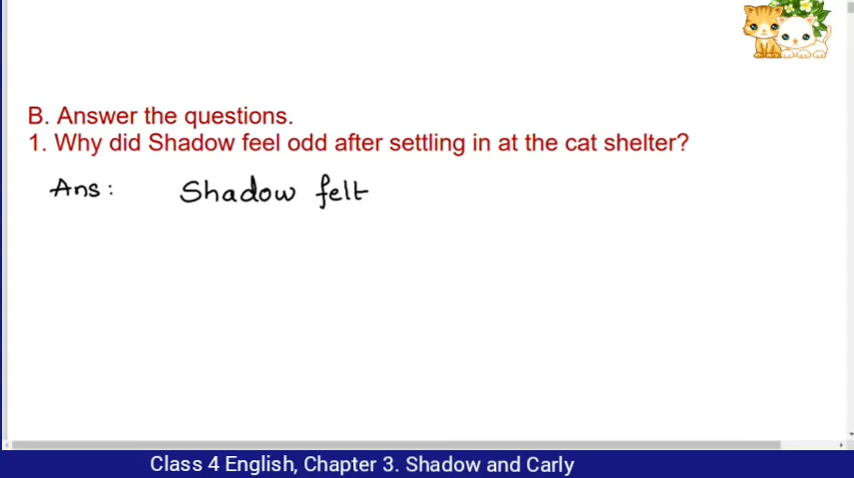 B. Answer the questions.
1. Why did Shadow feel odd after settling in at the cat shelter?
Ans: Shadow felt
Class 4 English, Chapter 3. Shadow and Carly